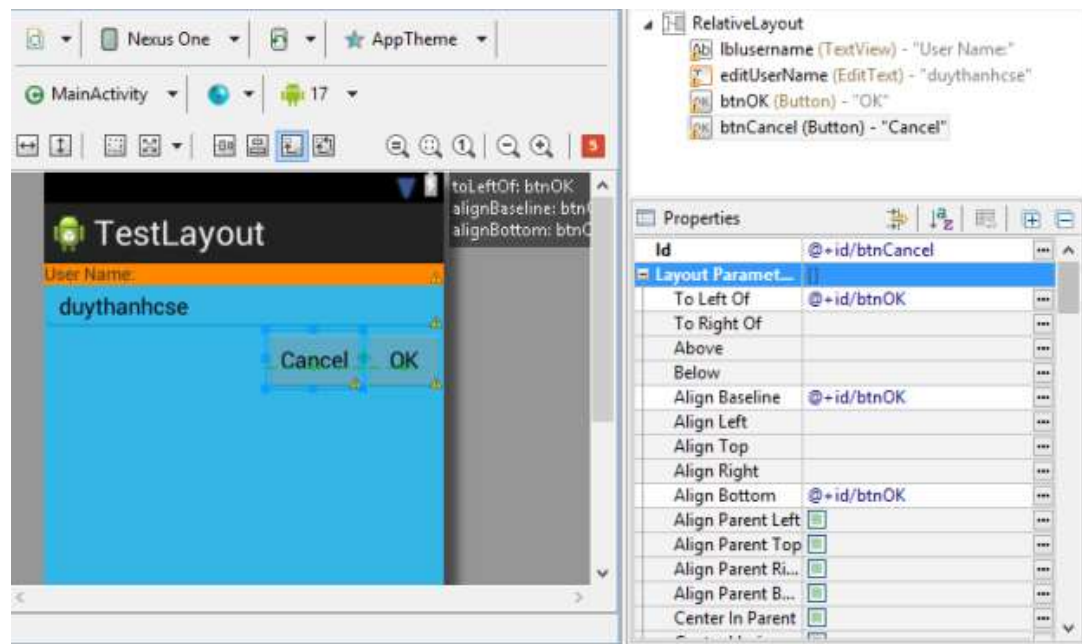 Nexus One
AppTheme
MainActivity
17
5
toLeftOf: btnOK
alignBaseline: btn
alignBottom: btnO
TestLayout
User Name:
duythanhcse
Cancel
OK
RelativeLayout
lblusername (TextView) - "User Name:"
editUserName (EditText) - "duythanhcse"
btnOK (Button) - "OK"
btnCancel (Button) - "Cancel"
Properties
Id @+id/btnCancel
Layout Paramet... []
To Left Of @+id/btnOK
To Right Of
Above
Below
Align Baseline @+id/btnOK
Align Left
Align Top
Align Right
Align Bottom @+id/btnOK
Align Parent Left
Align Parent Top
Align Parent Ri...
Align Parent B...
Center In Parent